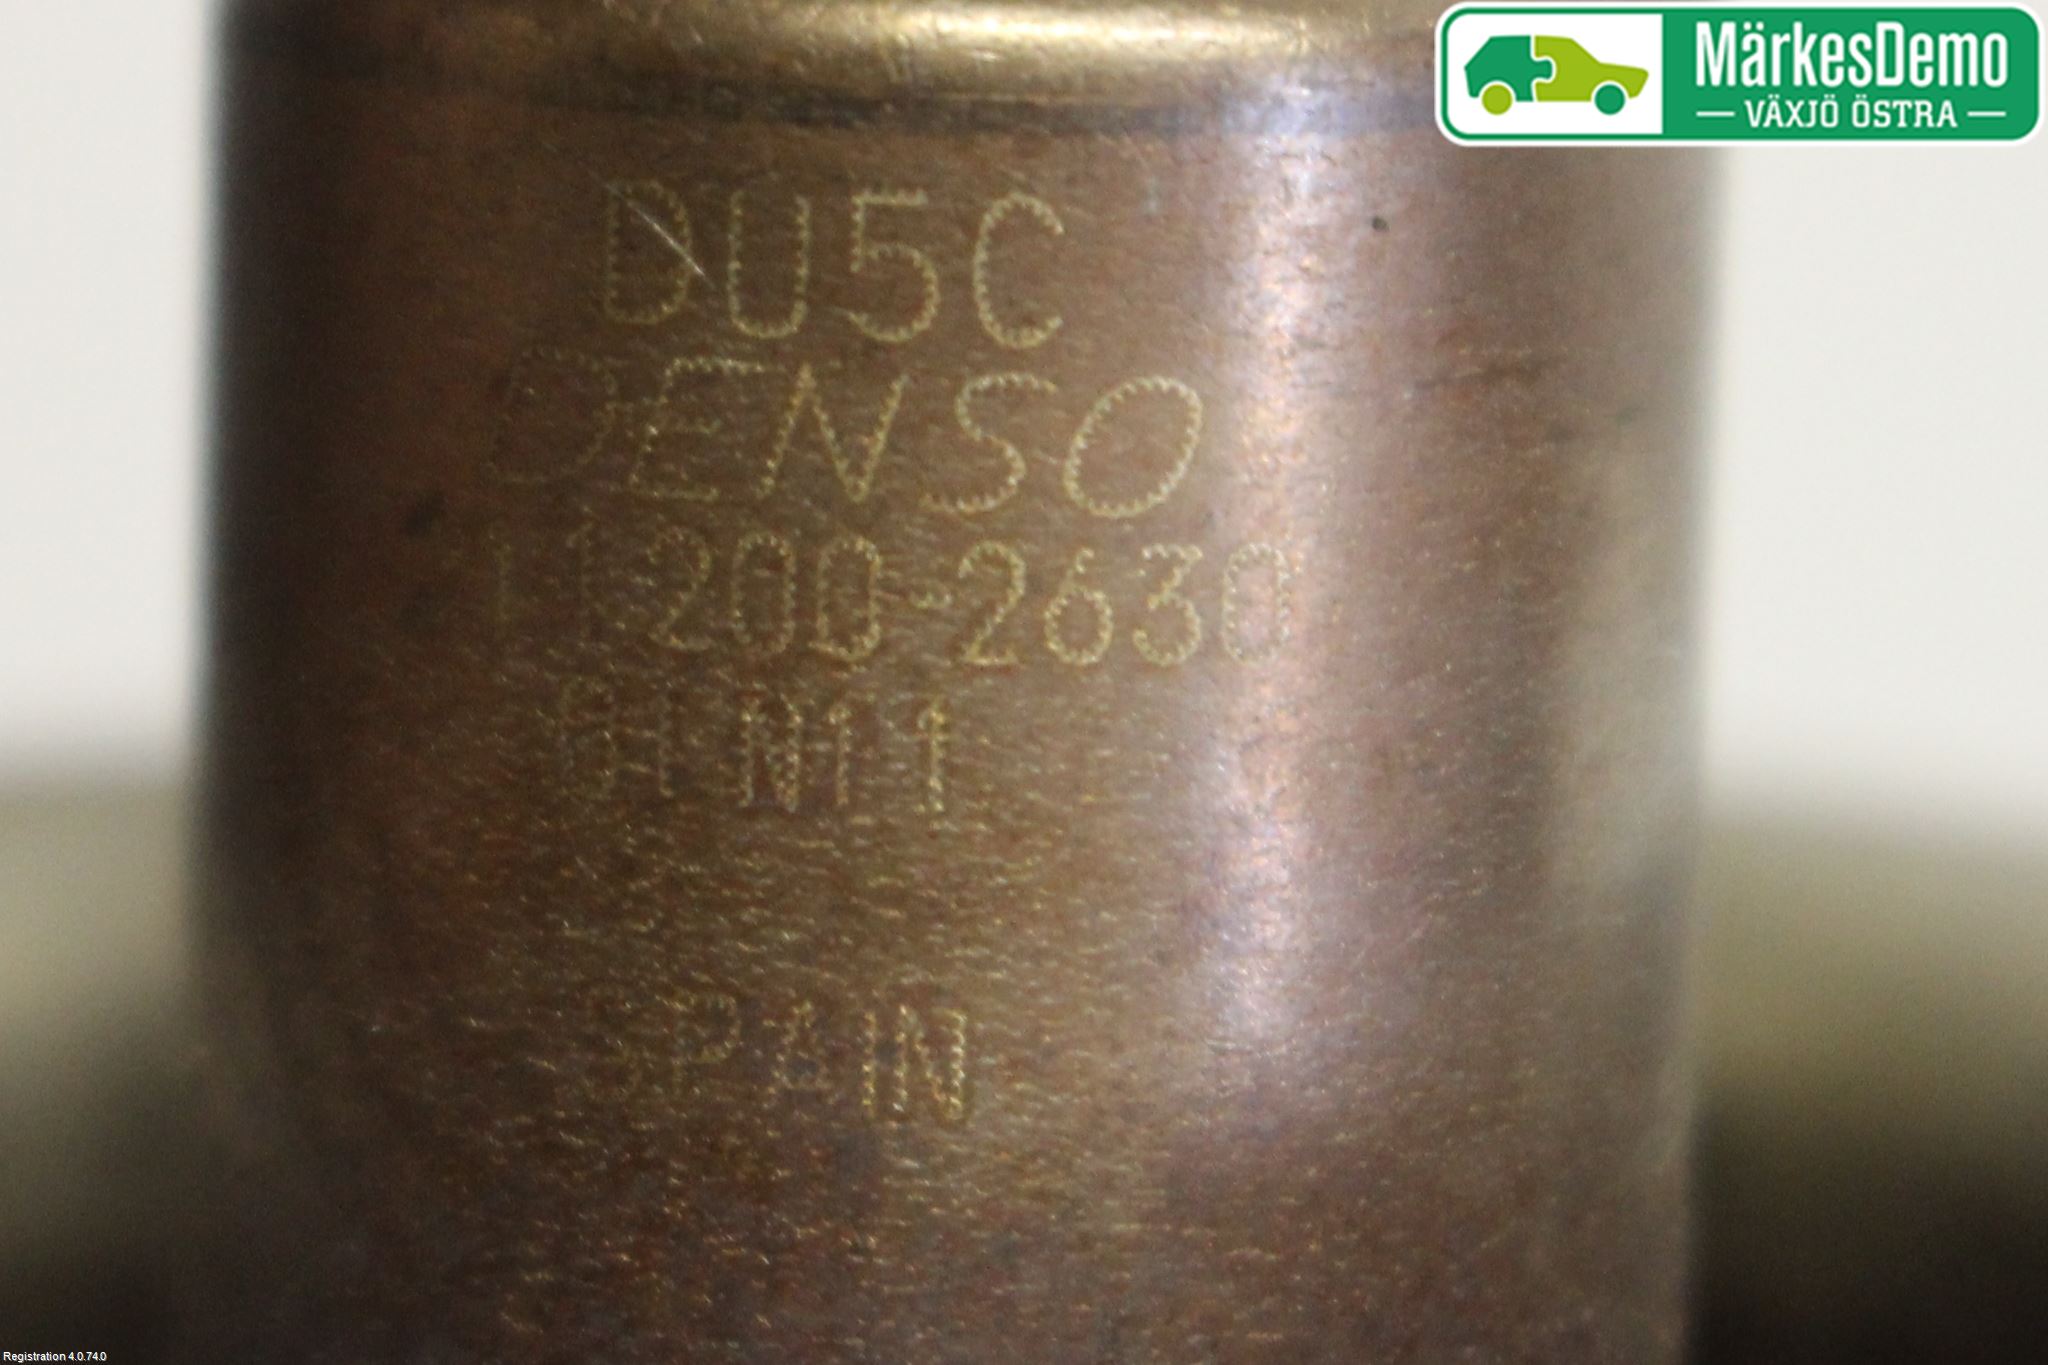 MärkesDemo
VÄXJÖ ÖSTRA
DU5C
DENSO
11200-2630
SPAIN
Registration 4.0.74.0